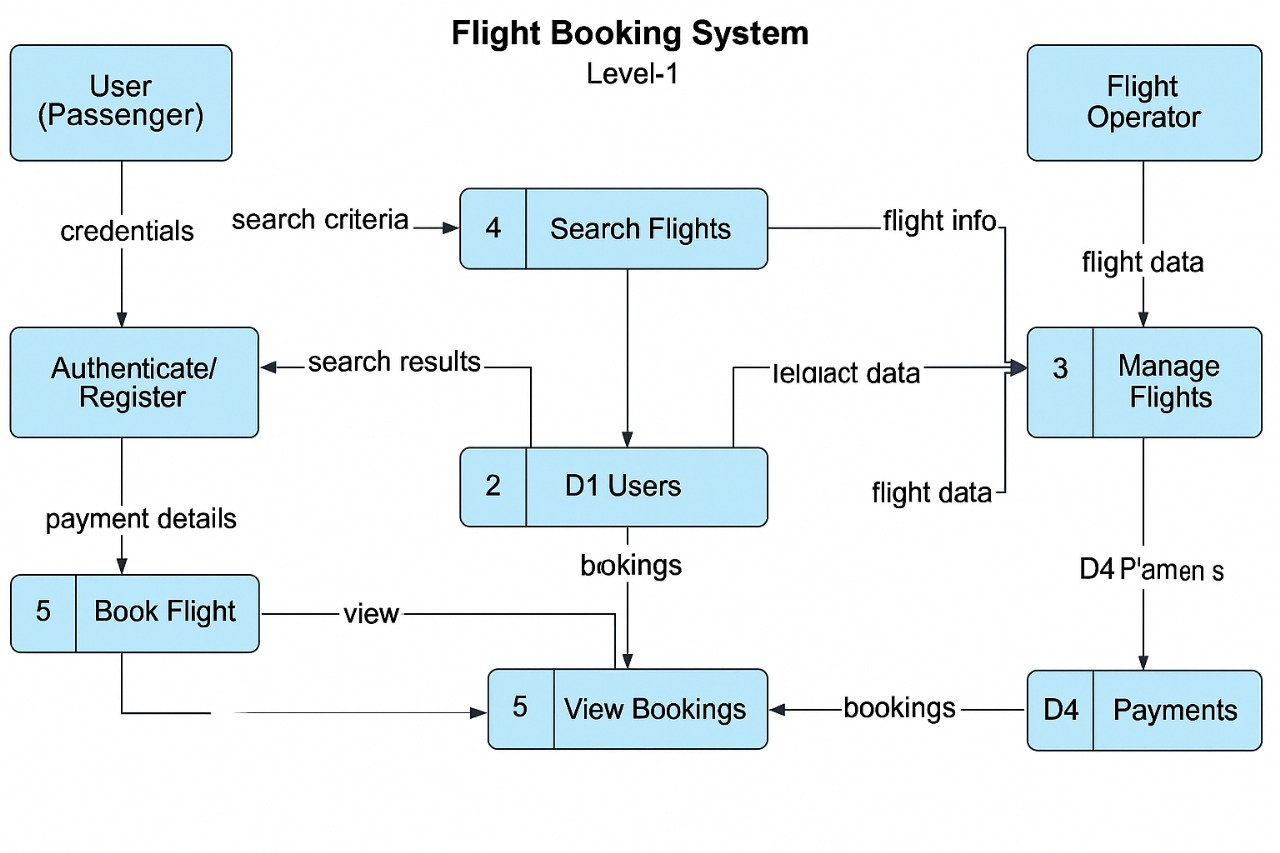 Flight Booking System
Level-1
User
(Passenger)
Flight
Operator
credentials
search criteria
4
Search Flights
flight info
flight data
Authenticate/
Register
search results
data
3
Manage
Flights
2
D1 Users
flight data
payment details
bookings
D4
5
Book Flight
view
5
View Bookings
bookings
D4
Payments